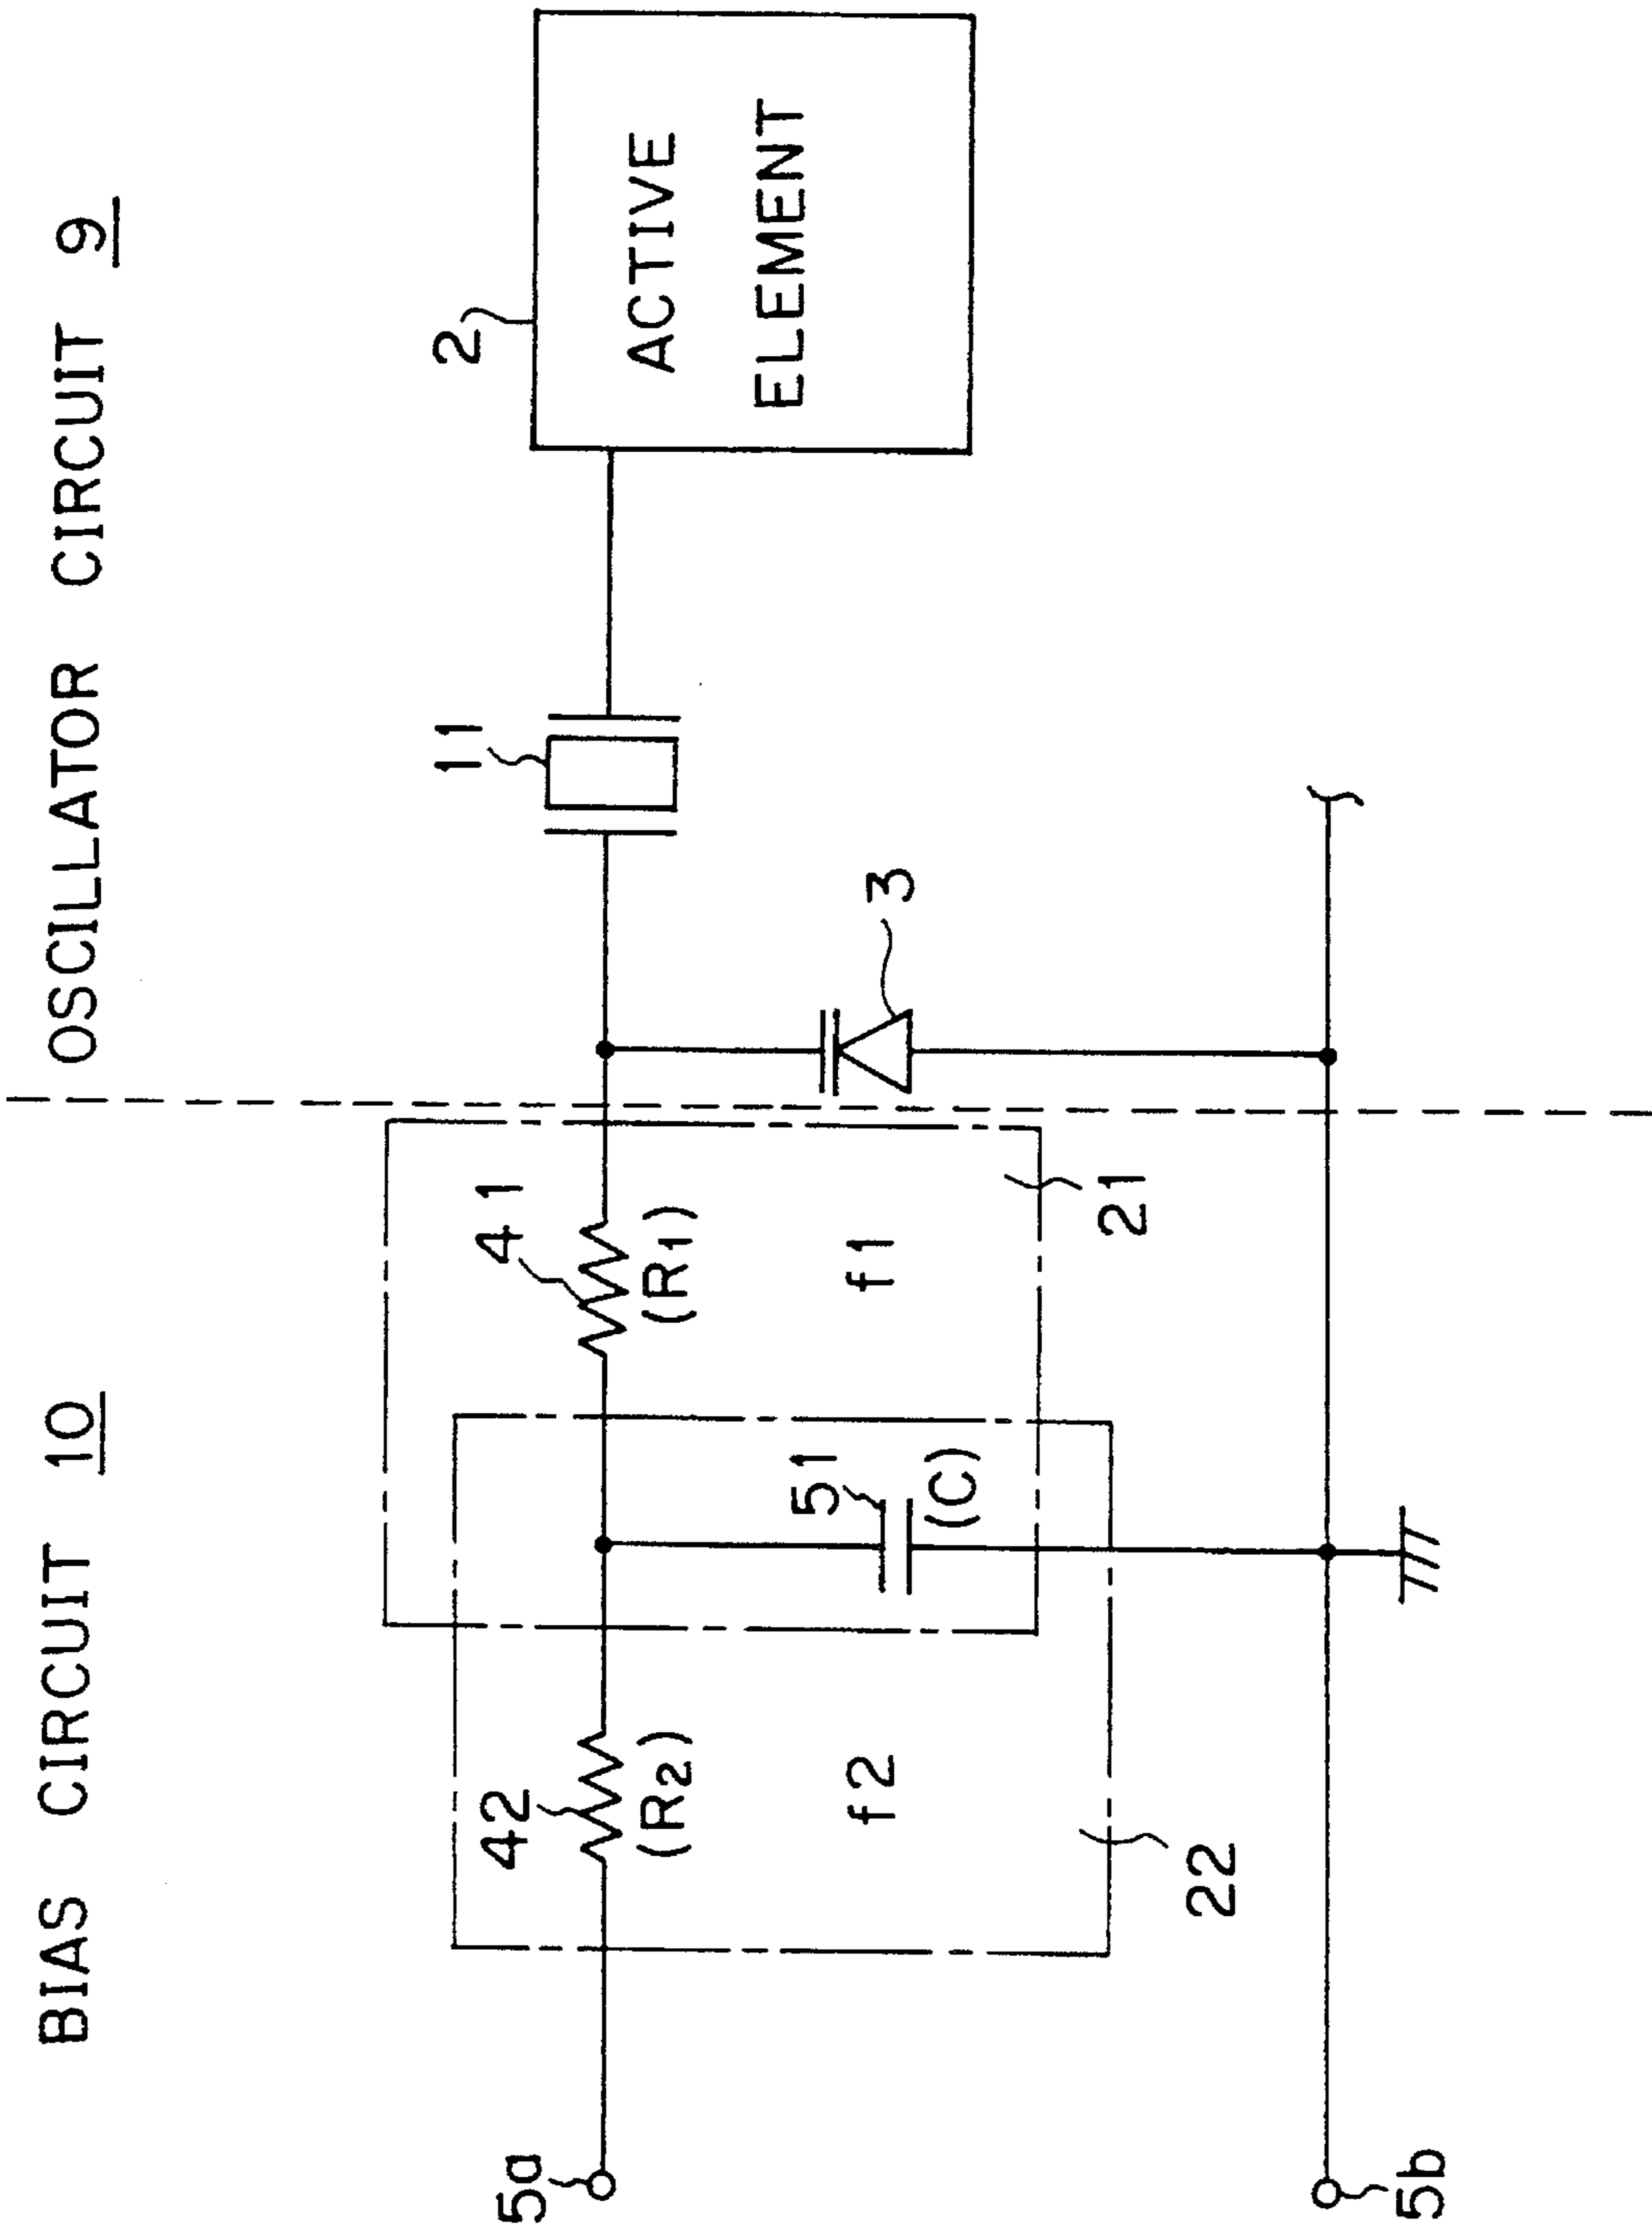 BIAS CIRCUIT 10
OSCILLATOR CIRCUIT 9
5a
42
(R2)
f2
22
41
(R1)
f1
21
51
(C)
3
11
2
ACTIVE
ELEMENT
5b